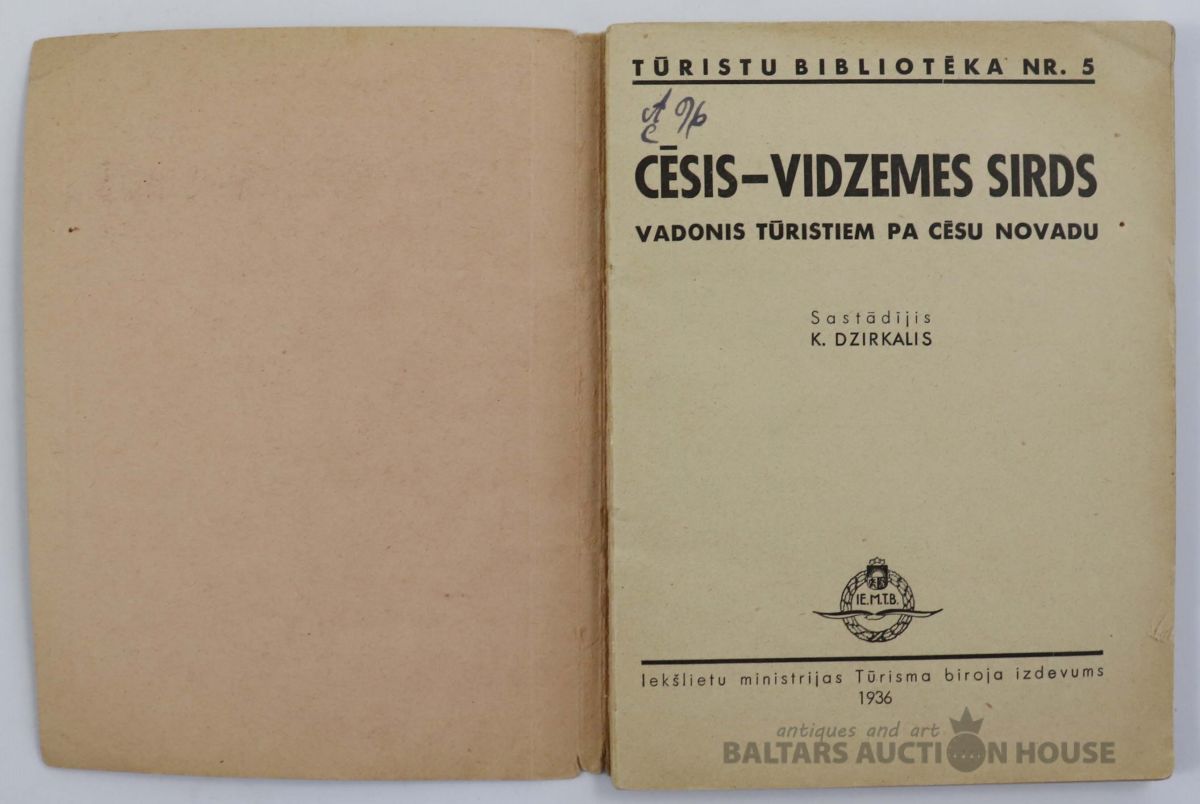 TŪRISTU BIBLIOTĒKA NR. 5
CĒSIS–VIDZEMES SIRDS
VADONIS TŪRISTIEM PA CĒSU NOVADU
Sastādījis
K. DZIRKALIS
IE.M.T.B.
Iekšlietu ministrijas Tūrisma biroja izdevums
1936
antiques and art
BALTARS AUCTION HOUSE